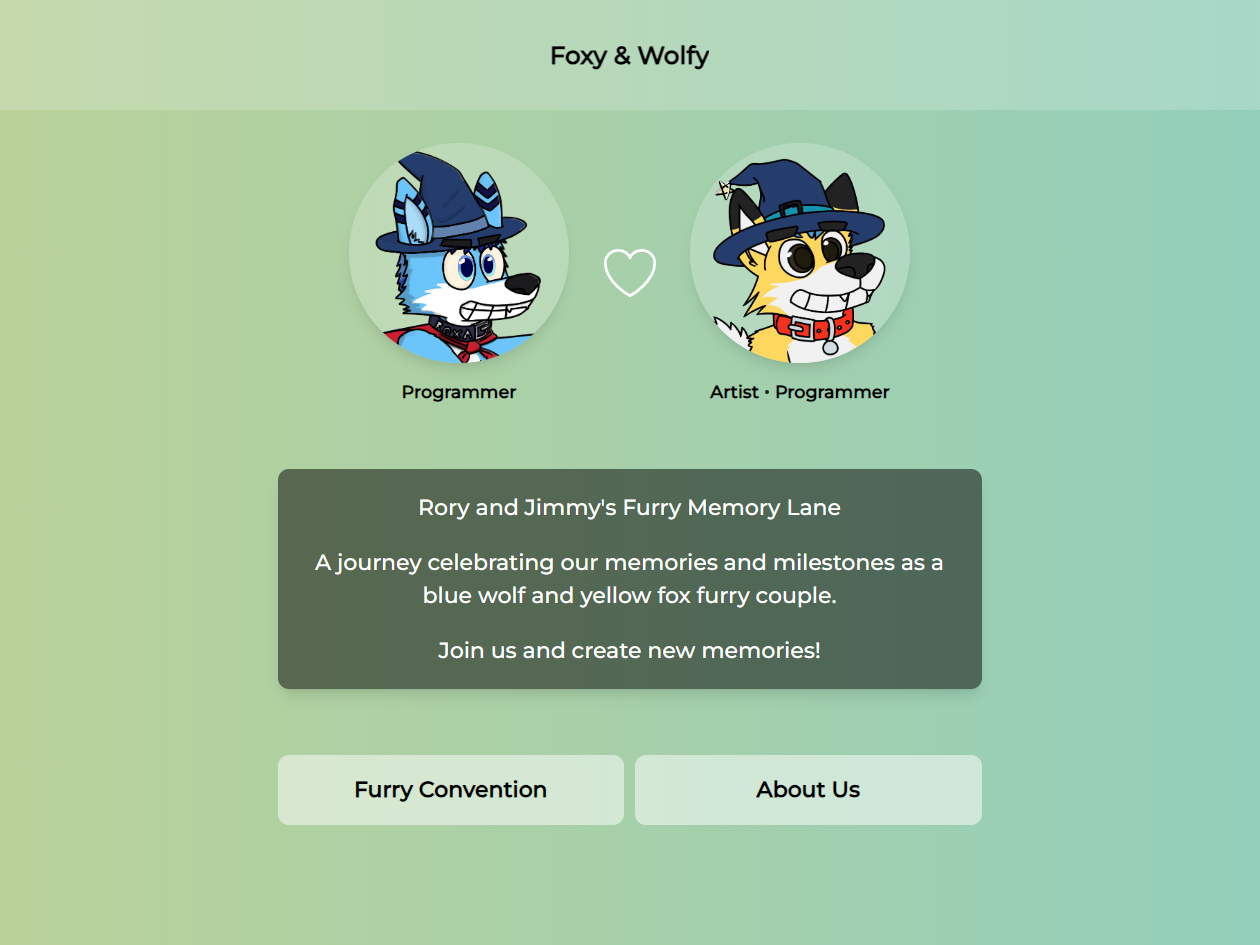 Foxy & Wolfy
Programmer
Artist • Programmer
Rory and Jimmy's Furry Memory Lane
A journey celebrating our memories and milestones as a
blue wolf and yellow fox furry couple.
Join us and create new memories!
Furry Convention
About Us